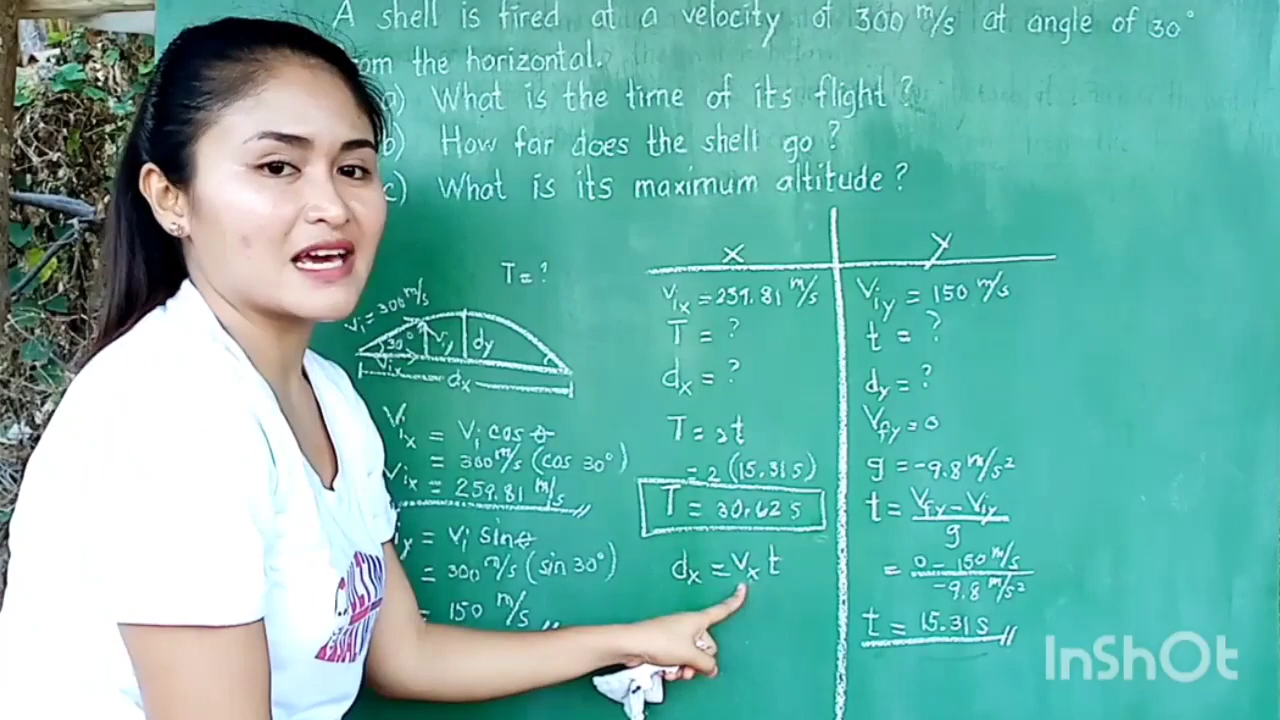 A shell is fired at a velocity of 300 m/s at angle of 30°
om the horizontal.
a) What is the time of its flight?
b) How far does the shell go?
c) What is its maximum altitude?
T = ?
Vi = 300 m/s
30°
Vix
Vy
dy
dx
Vix = Vi cos θ
Vix = 300 m/s (cos 30°)
Vix = 259.81 m/s
y = Vi sin θ
= 300 m/s (sin 30°)
= 150 m/s
x
Vix = 259.81 m/s
T = ?
dx = ?
T = 2t
= 2 (15.31 s)
T = 30.62 s
dx = Vx t
y
Viy = 150 m/s
t = ?
dy = ?
Vfy = 0
g = -9.8 m/s²
t = Vfy - Viy
g
= 0 - 150 m/s
-9.8 m/s²
t = 15.31 s
InShOt